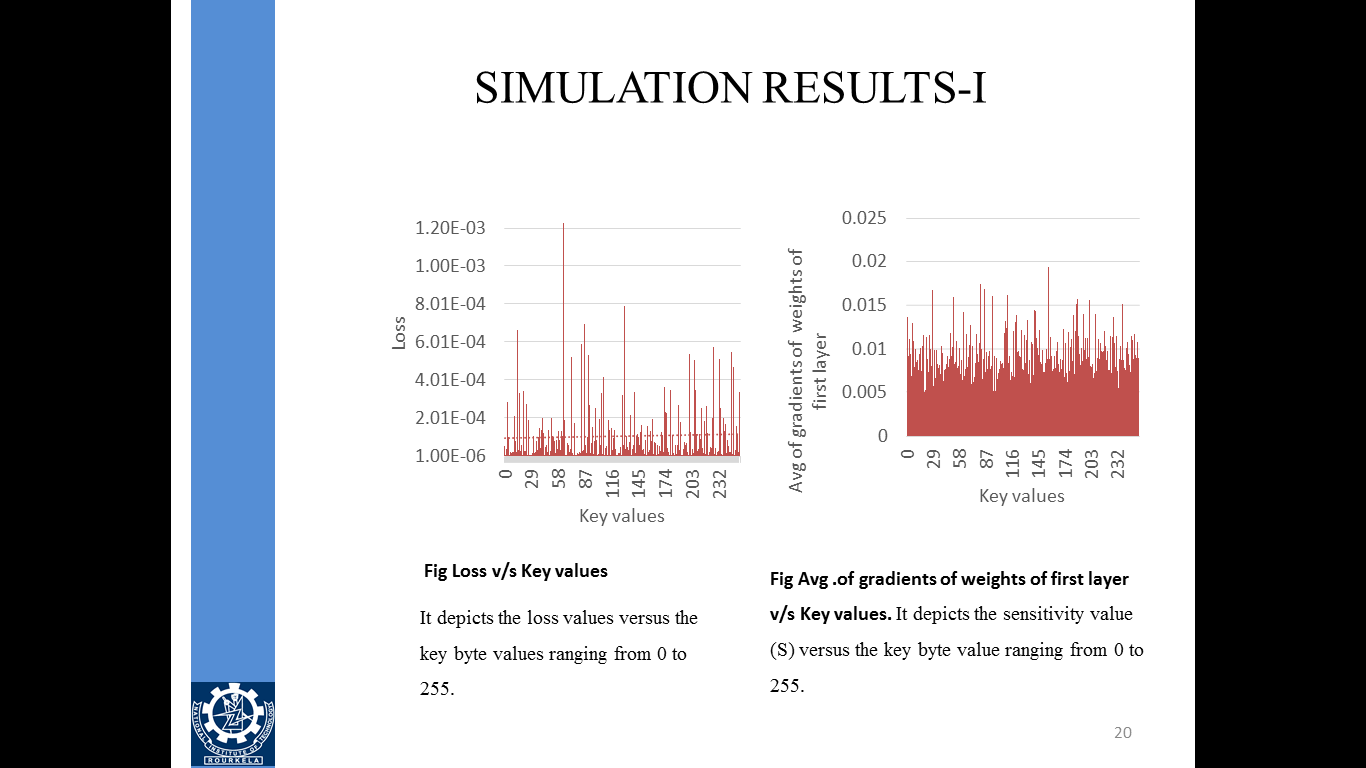 SIMULATION RESULTS-I
1.20E-03
1.00E-03
8.01E-04
6.01E-04
4.01E-04
2.01E-04
1.00E-06
Loss
0 29 58 87 116 145 174 203 232
Key values
0.025
0.02
0.015
0.01
0.005
0
Avg of gradients of weights of
first layer
0 29 58 87 116 145 174 203 232
Key values
Fig Loss v/s Key values
It depicts the loss values versus the
key byte values ranging from 0 to
255.
Fig Avg .of gradients of weights of first layer
v/s Key values. It depicts the sensitivity value
(S) versus the key byte value ranging from 0 to
255.
NATIONAL INSTITUTE OF TECHNOLOGY
ROURKELA
20